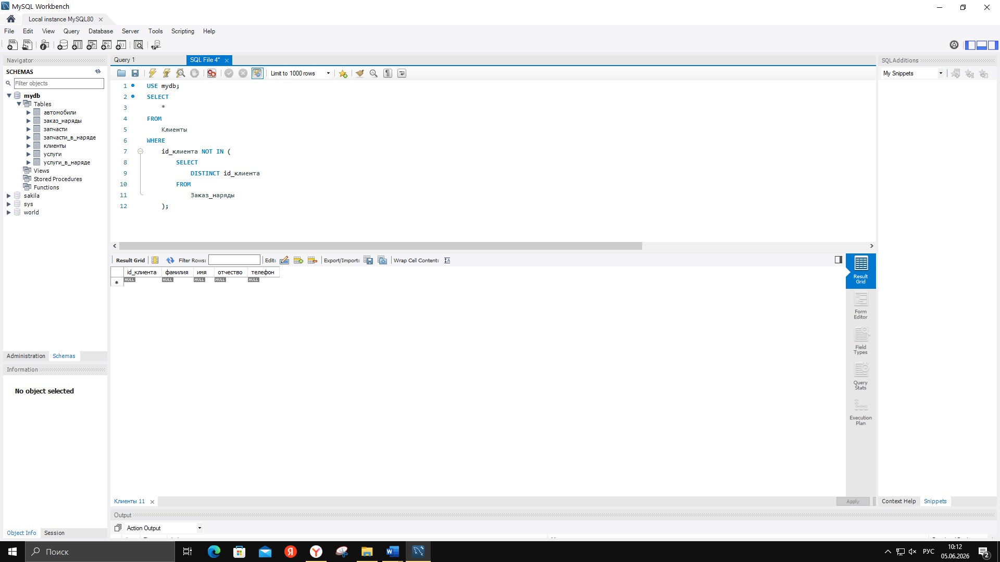 MySQL Workbench
Local instance MySQL80
File Edit View Query Database Server Tools Scripting Help
Navigator
SCHEMAS
Filter objects
mydb
Tables
автомобили
заказ_наряды
запчасти
запчасти_в_наряде
клиенты
услуги
услуги_в_наряде
Views
Stored Procedures
Functions
sakila
sys
world
Administration Schemas
Information
No object selected
Object Info Session
Query 1 SQL File 4*
Limit to 1000 rows
1 USE mydb;
2 SELECT
3 *
4 FROM
5 Клиенты
6 WHERE
7 id_клиента NOT IN (
8 SELECT
9 DISTINCT id_клиента
10 FROM
11 Заказ_наряды
12 );
Result Grid Filter Rows: Edit: Export/Import: Wrap Cell Content:
id_клиента фамилия имя отчество телефон
NULL NULL NULL NULL NULL
Result Grid
Form Editor
Field Types
Query Stats
Execution Plan
Клиенты 11
Apply
Output
Action Output
SQLAdditions
My Snippets
Context Help Snippets
Поиск
РУС
10:12
05.06.2026
2